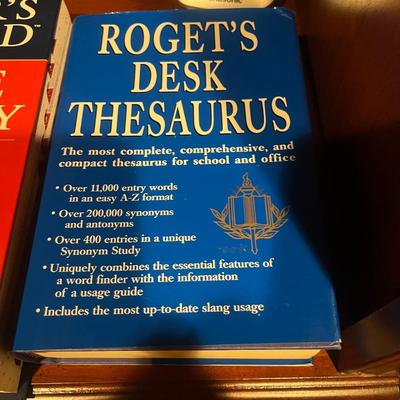 R'S
D™
E
Y
ROGET'S
DESK
THESAURUS
The most complete, comprehensive, and
compact thesaurus for school and office
• Over 11,000 entry words
in an easy A-Z format
• Over 200,000 synonyms
and antonyms
• Over 400 entries in a unique
Synonym Study
• Uniquely combines the essential features of
a word finder with the information
of a usage guide
• Includes the most up-to-date slang usage